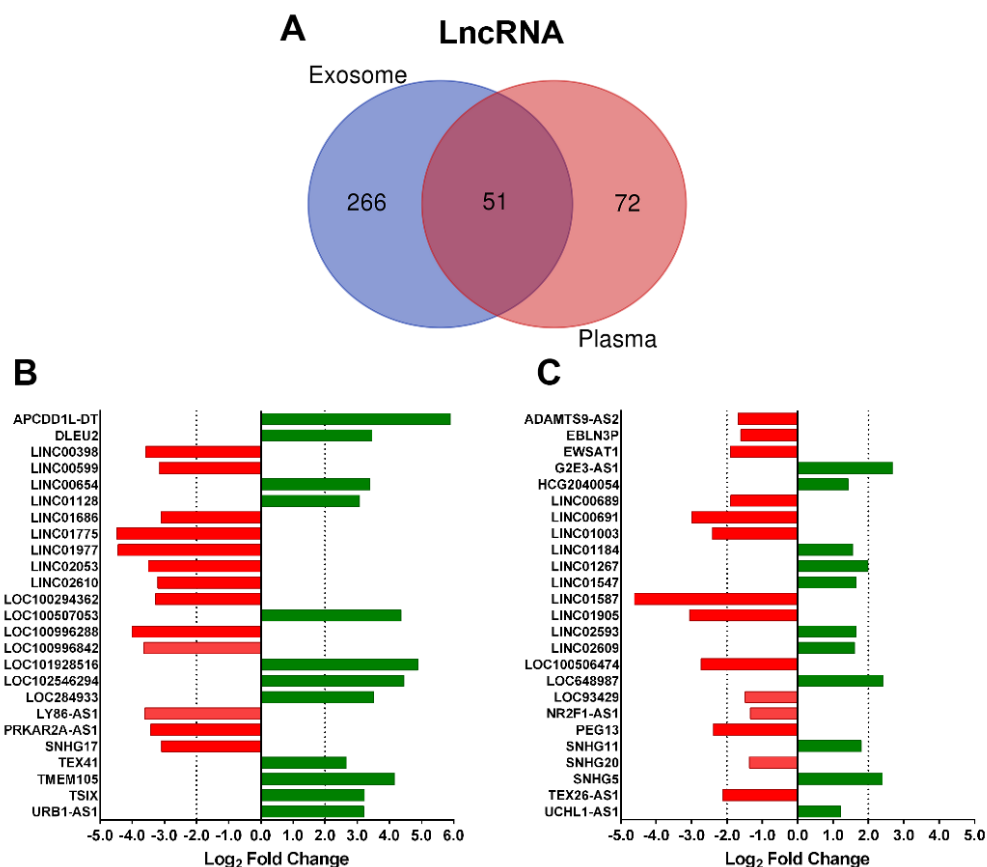 A
LncRNA
Exosome
266
51
72
Plasma
B
APCDD1L-DT
DLEU2
LINC00398
LINC00599
LINC00654
LINC01128
LINC01686
LINC01775
LINC01977
LINC02053
LINC02610
LOC100294362
LOC100507053
LOC100996288
LOC100996842
LOC101928516
LOC102546294
LOC284933
LY86-AS1
PRKAR2A-AS1
SNHG17
TEX41
TMEM105
TSIX
URB1-AS1
-5.0 -4.0 -3.0 -2.0 -1.0 0.0 1.0 2.0 3.0 4.0 5.0 6.0
Log2 Fold Change
C
ADAMTS9-AS2
EBLN3P
EWSAT1
G2E3-AS1
HCG2040054
LINC00689
LINC00691
LINC01003
LINC01184
LINC01267
LINC01547
LINC01587
LINC01905
LINC02593
LINC02609
LOC100506474
LOC648987
LOC93429
NR2F1-AS1
PEG13
SNHG11
SNHG20
SNHG5
TEX26-AS1
UCHL1-AS1
-5.0 -4.0 -3.0 -2.0 -1.0 0.0 1.0 2.0 3.0 4.0 5.0
Log2 Fold Change